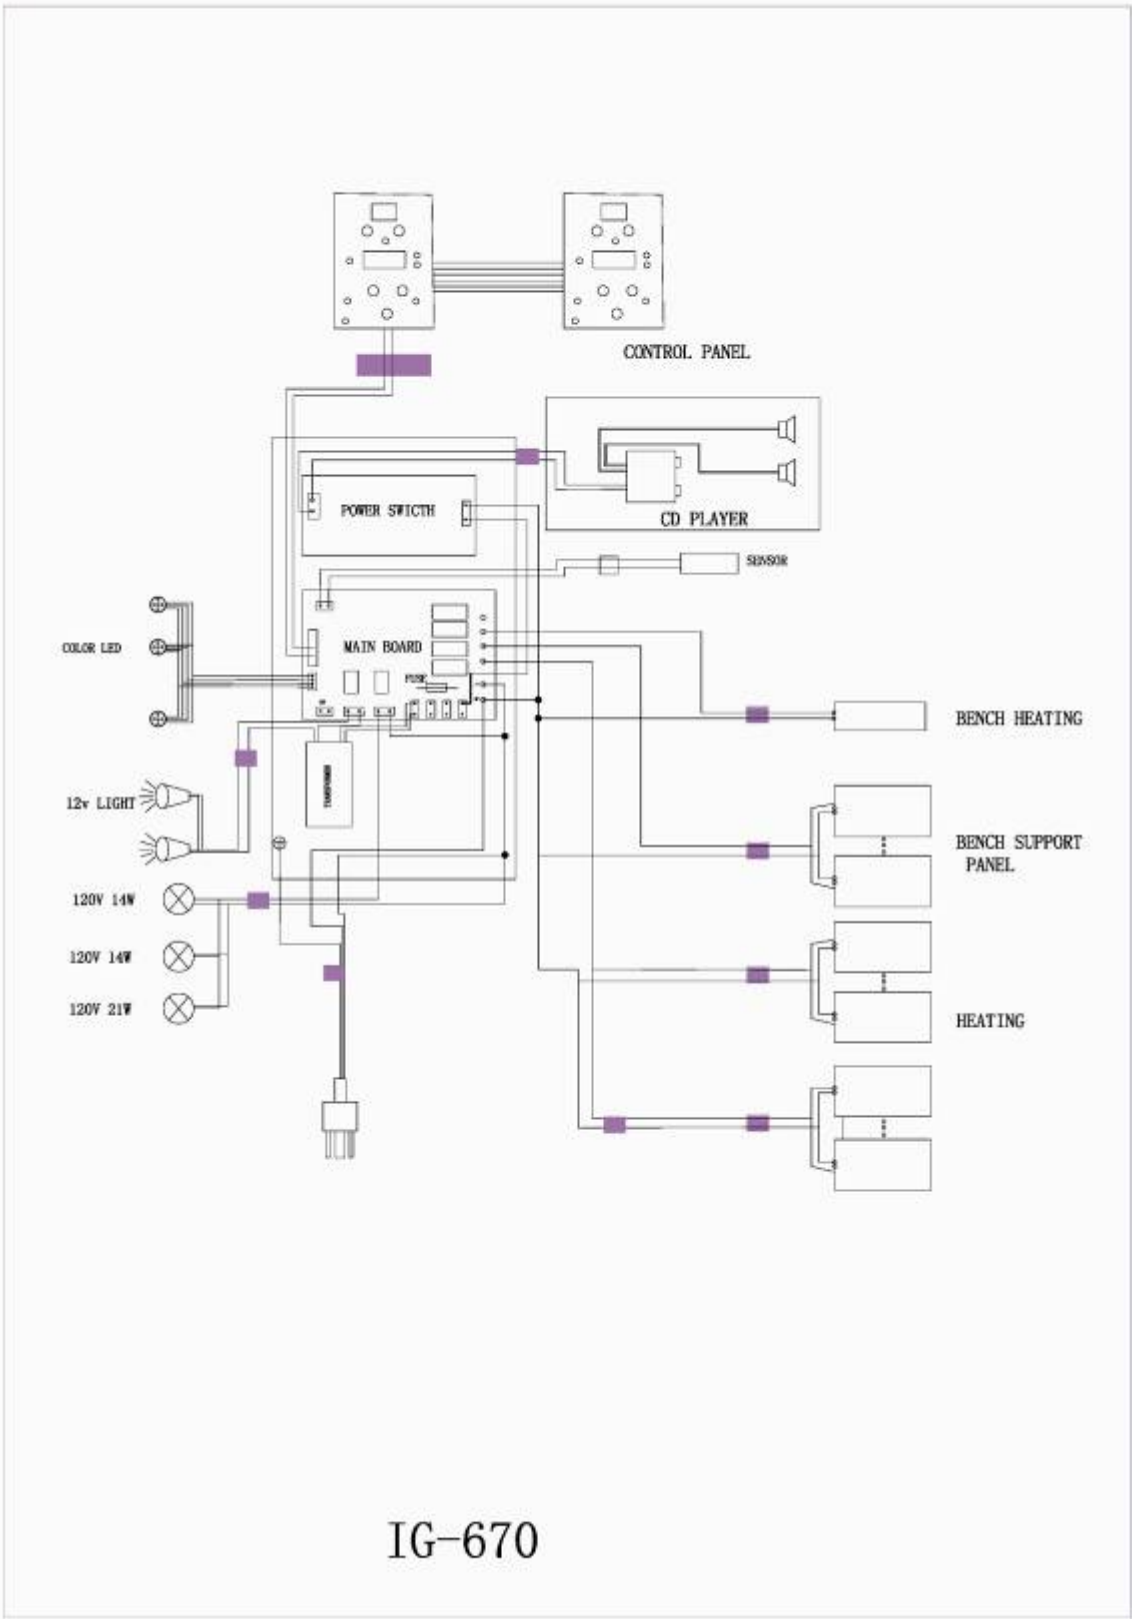 CONTROL PANEL
POWER SWICTH
CD PLAYER
SENSOR
COLOR LED
MAIN BOARD
FUSE
BENCH HEATING
12v LIGHT
BENCH SUPPORT
PANEL
120V 14W
120V 14W
120V 21W
HEATING
IG-670